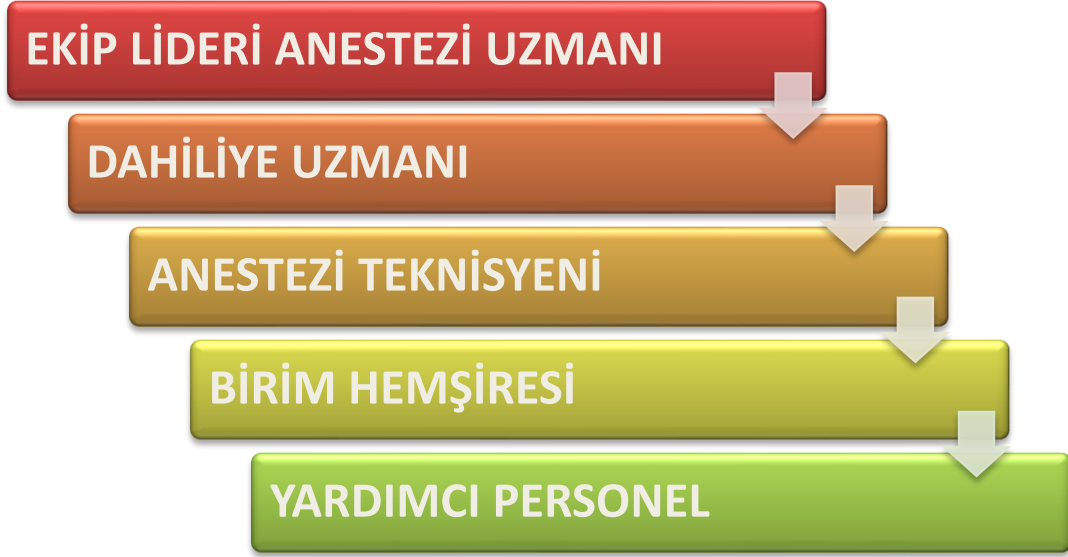 EKİP LİDERİ ANESTEZİ UZMANI
DAHİLİYE UZMANI
ANESTEZİ TEKNİSYENİ
BİRİM HEMŞİRESİ
YARDIMCI PERSONEL